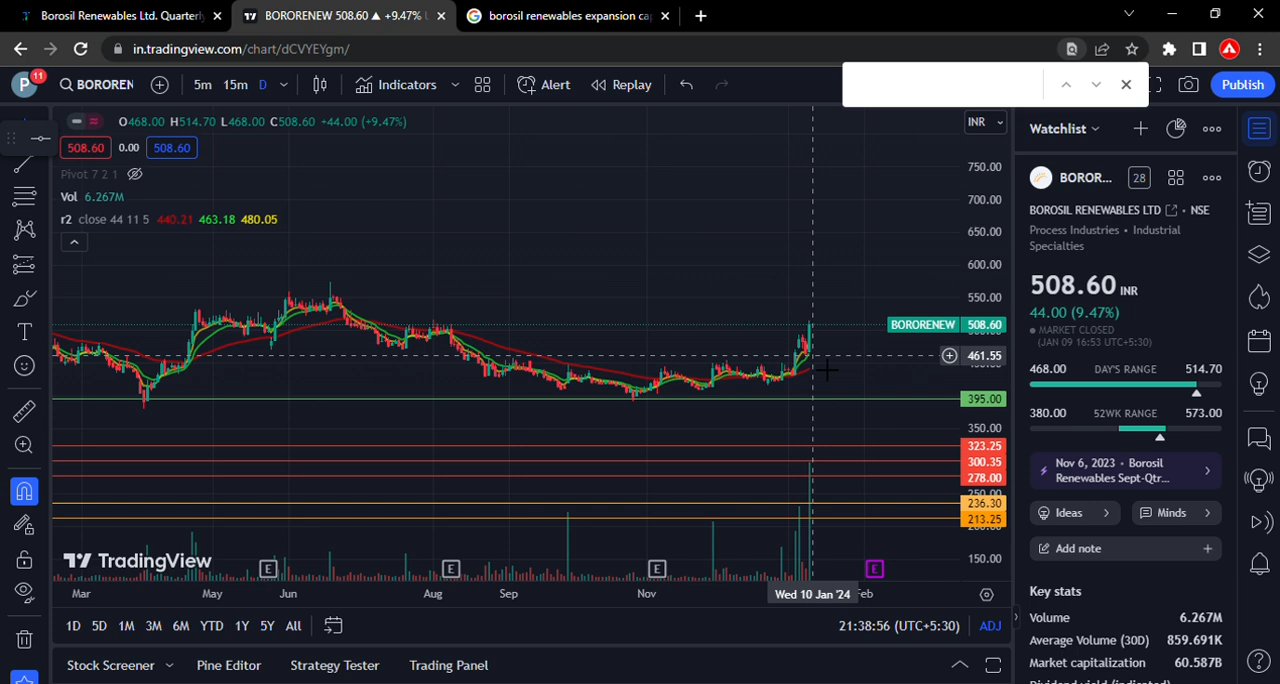 Borosil Renewables Ltd. Quarterly
BORORENEW 508.60 ▲ +9.47%
borosil renewables expansion ca
in.tradingview.com/chart/dCVYEYgm/
P 11 BOROREN 5m 15m D Indicators Alert Replay Publish
O468.00 H514.70 L468.00 C508.60 +44.00 (+9.47%)
INR
508.60 0.00 508.60
Pivot 7 2 1
Vol 6.267M
r2 close 44 11 5 440.21 463.18 480.05
750.00
700.00
650.00
600.00
550.00
BORORENEW 508.60
461.55
395.00
350.00
323.25
300.35
278.00
250.00
236.30
213.25
150.00
TradingView
E E E E
Mar May Jun Aug Sep Nov Wed 10 Jan '24 Feb
1D 5D 1M 3M 6M YTD 1Y 5Y All 21:38:56 (UTC+5:30) ADJ
Stock Screener Pine Editor Strategy Tester Trading Panel
Watchlist
BOROR... 28
BOROSIL RENEWABLES LTD • NSE
Process Industries • Industrial
Specialties
508.60 INR
44.00 (9.47%)
MARKET CLOSED
(JAN 09 16:53 UTC+5:30)
468.00 DAY'S RANGE 514.70
380.00 52WK RANGE 573.00
Nov 6, 2023 • Borosil
Renewables Sept-Qtr...
Ideas Minds
Add note
Key stats
Volume 6.267M
Average Volume (30D) 859.691K
Market capitalization 60.587B